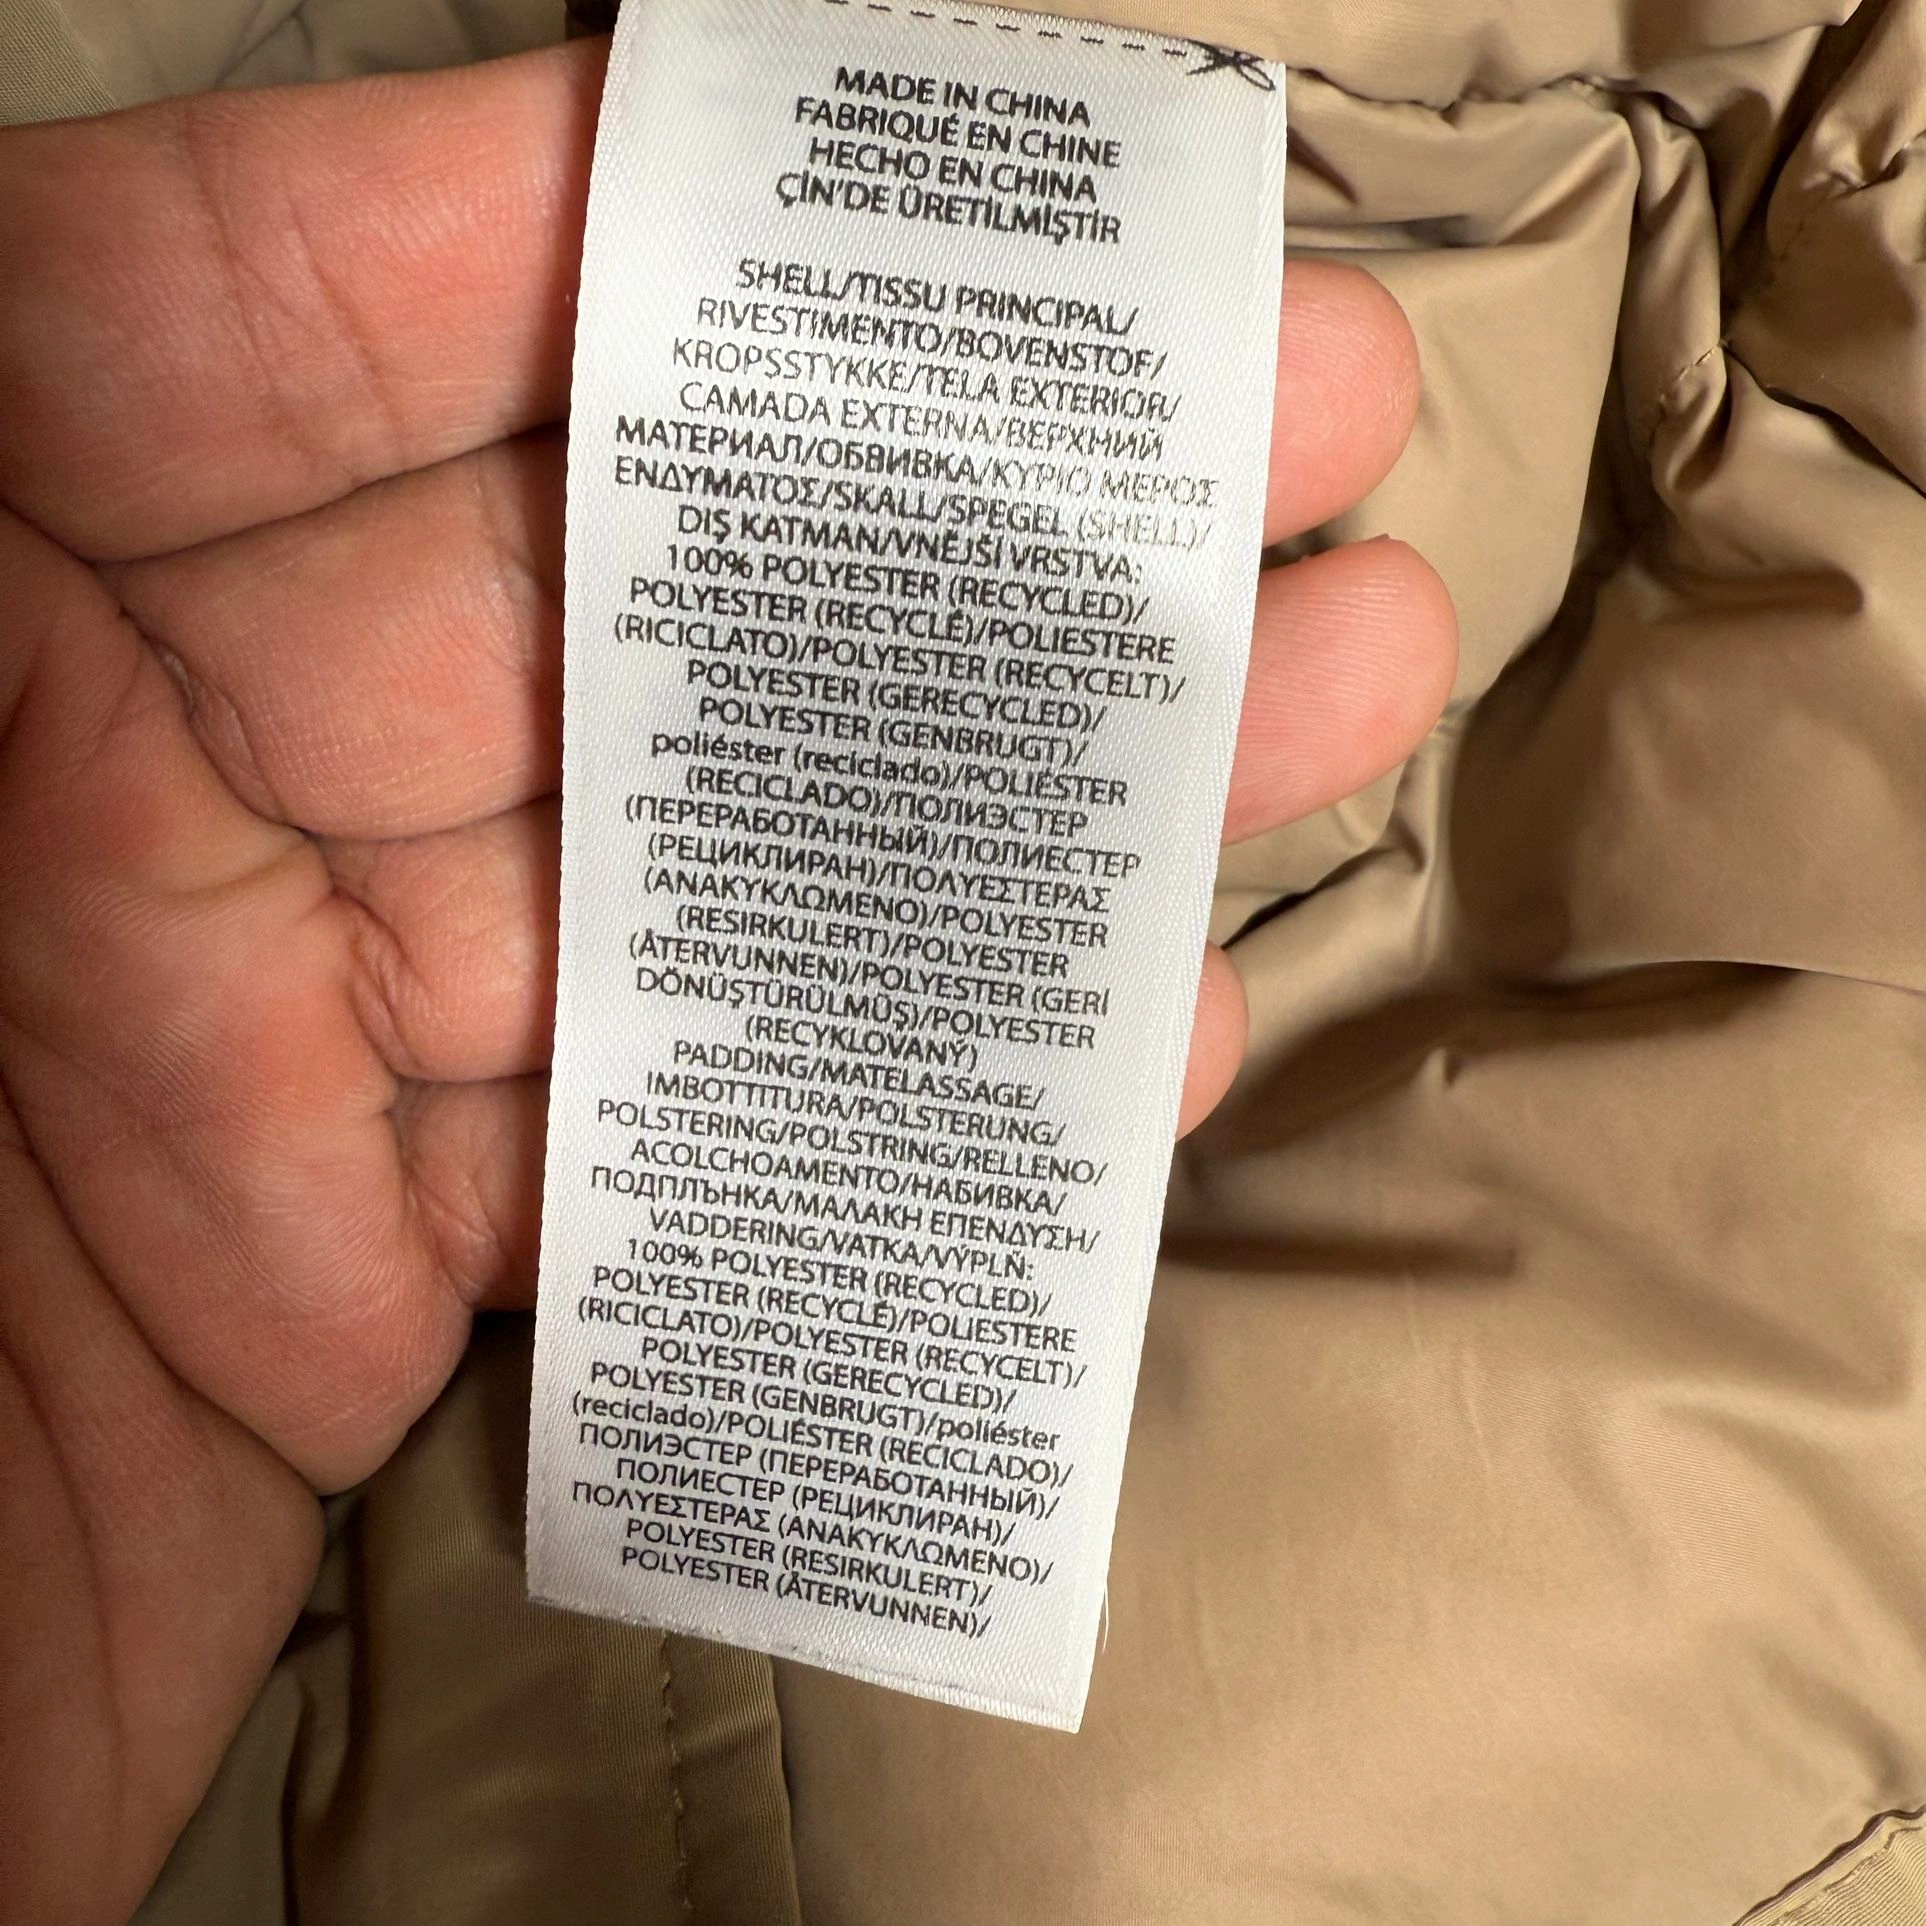 MADE IN CHINA
FABRIQUÉ EN CHINE
HECHO EN CHINA
ÇİN'DE ÜRETİLMİŞTİR
SHELL/TISSU PRINCIPAL/
RIVESTIMENTO/BOVENSTOF/
KROPSSTYKKE/TELA EXTERIOR/
CAMADA EXTERNA/ВЕРХНИЙ
МАТЕРИАЛ/ОБВИВКА/ΚΥΡΙΟ ΜΕΡΟΣ
ΕΝΔΥΜΑΤΟΣ/SKALL/SPEGEL (SHELL)/
DIŞ KATMAN/VNĚJŠÍ VRSTVA:
100% POLYESTER (RECYCLED)/
POLYESTER (RECYCLÉ)/POLIESTERE
(RICICLATO)/POLYESTER (RECYCELT)/
POLYESTER (GERECYCLED)/
POLYESTER (GENBRUGT)/
poliéster (reciclado)/POLIÉSTER
(RECICLADO)/ПОЛИЭСТЕР
(ПЕРЕРАБОТАННЫЙ)/ПОЛИЕСТЕР
(РЕЦИКЛИРАН)/ΠΟΛΥΕΣΤΕΡΑΣ
(ΑΝΑΚΥΚΛΩΜΕΝΟ)/POLYESTER
(RESIRKULERT)/POLYESTER
(ÅTERVUNNEN)/POLYESTER (GERİ
DÖNÜŞTÜRÜLMÜŞ)/POLYESTER
(RECYKLOVANÝ)
PADDING/MATELASSAGE/
IMBOTTITURA/POLSTERUNG/
POLSTERING/POLSTRING/RELLENO/
ACOLCHOAMENTO/НАБИВКА/
ПОДПЛЪНКА/ΜΑΛΑΚΗ ΕΠΕΝΔΥΣΗ/
VADDERING/VATKA/VÝPLŇ:
100% POLYESTER (RECYCLED)/
POLYESTER (RECYCLÉ)/POLIESTERE
(RICICLATO)/POLYESTER (RECYCELT)/
POLYESTER (GERECYCLED)/
POLYESTER (GENBRUGT)/poliéster
(reciclado)/POLIÉSTER (RECICLADO)/
ПОЛИЭСТЕР (ПЕРЕРАБОТАННЫЙ)/
ПОЛИЕСТЕР (РЕЦИКЛИРАН)/
ΠΟΛΥΕΣΤΕΡΑΣ (ΑΝΑΚΥΚΛΩΜΕΝΟ)/
POLYESTER (RESIRKULERT)/
POLYESTER (ÅTERVUNNEN)/